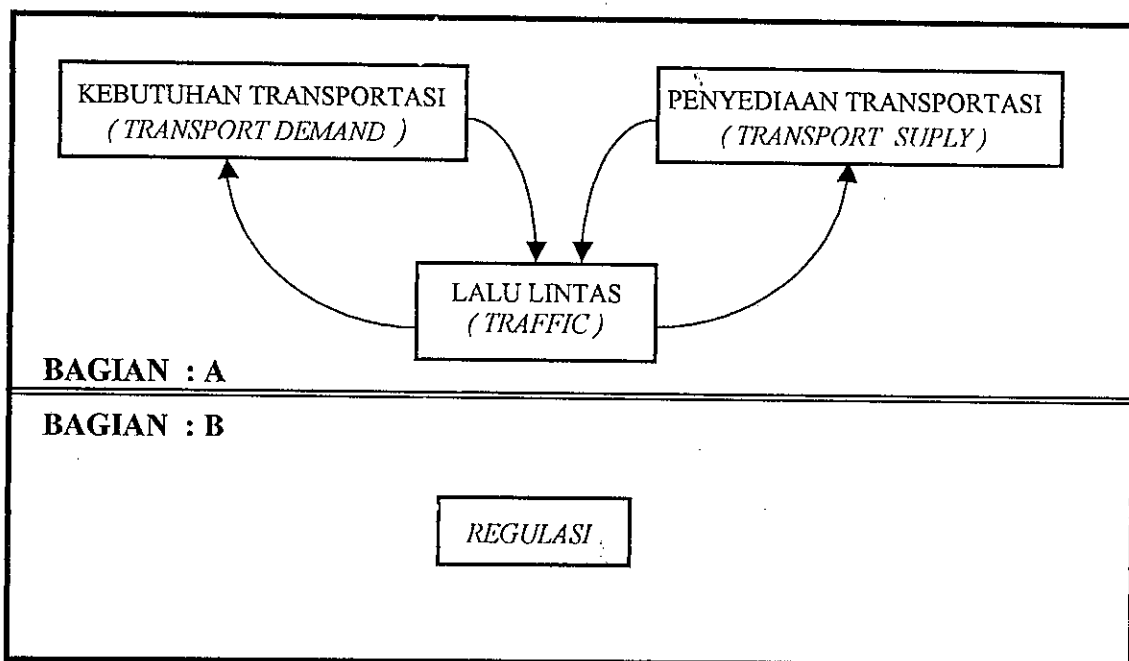 KEBUTUHAN TRANSPORTASI
( TRANSPORT DEMAND )
PENYEDIAAN TRANSPORTASI
( TRANSPORT SUPLY )
LALU LINTAS
( TRAFFIC )
BAGIAN : A
BAGIAN : B
REGULASI